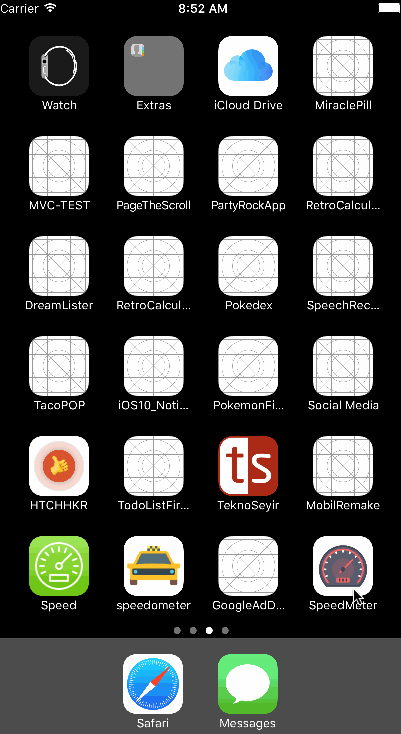 Carrier 8:52 AM
Watch Extras iCloud Drive MiraclePill
MVC-TEST PageTheScroll PartyRockApp RetroCalcul...
DreamLister RetroCalcul... Pokedex SpeechRec...
TacoPOP iOS10_Noti... PokemonFi... Social Media
ts
HTCHHKR TodoListFir... TeknoSeyir MobilRemake
Speed speedometer GoogleAdD... SpeedMeter
Safari Messages